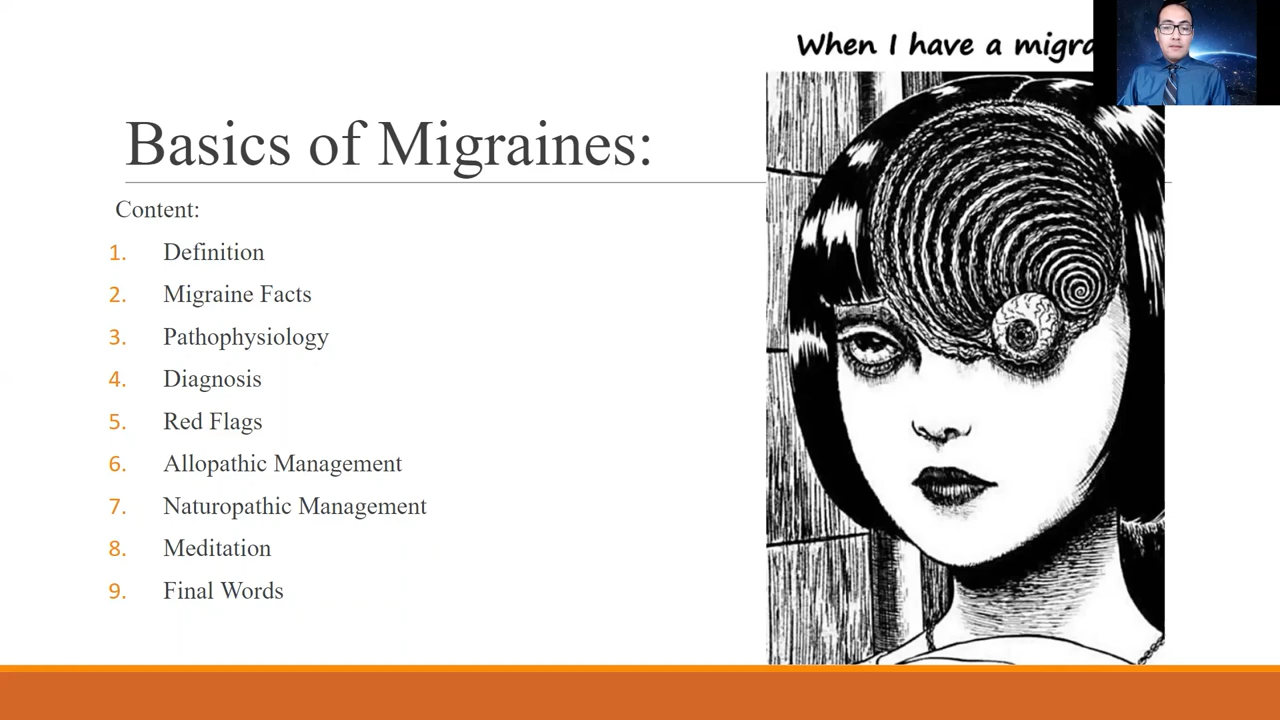 When I have a
Basics of Migraines:
Content:
1. Definition
2. Migraine Facts
3. Pathophysiology
4. Diagnosis
5. Red Flags
6. Allopathic Management
7. Naturopathic Management
8. Meditation
9. Final Words